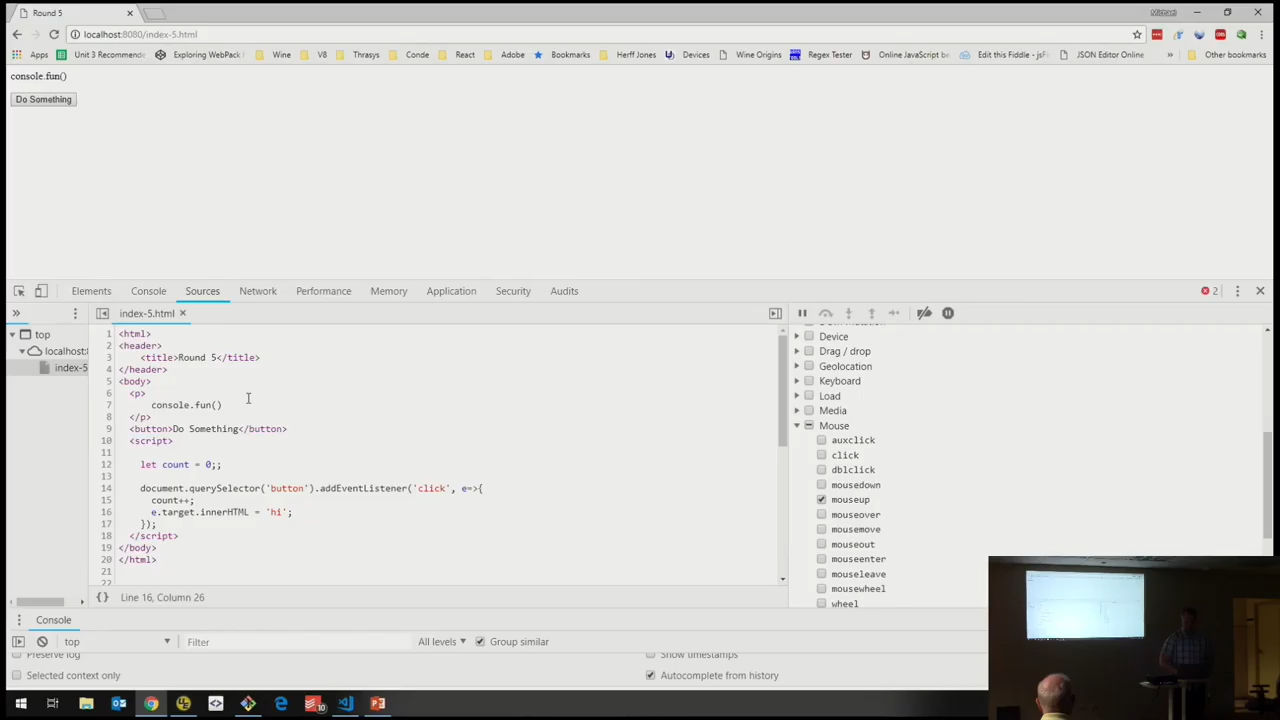 Round 5
Michael
localhost:8080/index-5.html
Apps
Unit 3 Recommende
Exploring WebPack
Wine
V8
Thrasys
Conde
React
Adobe
Bookmarks
Herff Jones
Devices
Wine Origins
Regex Tester
Online JavaScript be
Edit this Fiddle - jsFi
JSON Editor Online
»
Other bookmarks
console.fun()
Do Something
Elements
Console
Sources
Network
Performance
Memory
Application
Security
Audits
2
»
index-5.html
top
localhost:
index-5
1 <html>
2 <header>
3 <title>Round 5</title>
4 </header>
5 <body>
6 <p>
7 console.fun()
8 </p>
9 <button>Do Something</button>
10 <script>
11
12 let count = 0;;
13
14 document.querySelector('button').addEventListener('click', e=>{
15 count++;
16 e.target.innerHTML = 'hi';
17 });
18 </script>
19 </body>
20 </html>
21
22
{} Line 16, Column 26
Device
Drag / drop
Geolocation
Keyboard
Load
Media
Mouse
auxclick
click
dblclick
mousedown
mouseup
mouseover
mousemove
mouseout
mouseenter
mouseleave
mousewheel
wheel
Console
top
Filter
All levels
Group similar
Preserve log
Show timestamps
Selected context only
Autocomplete from history
10